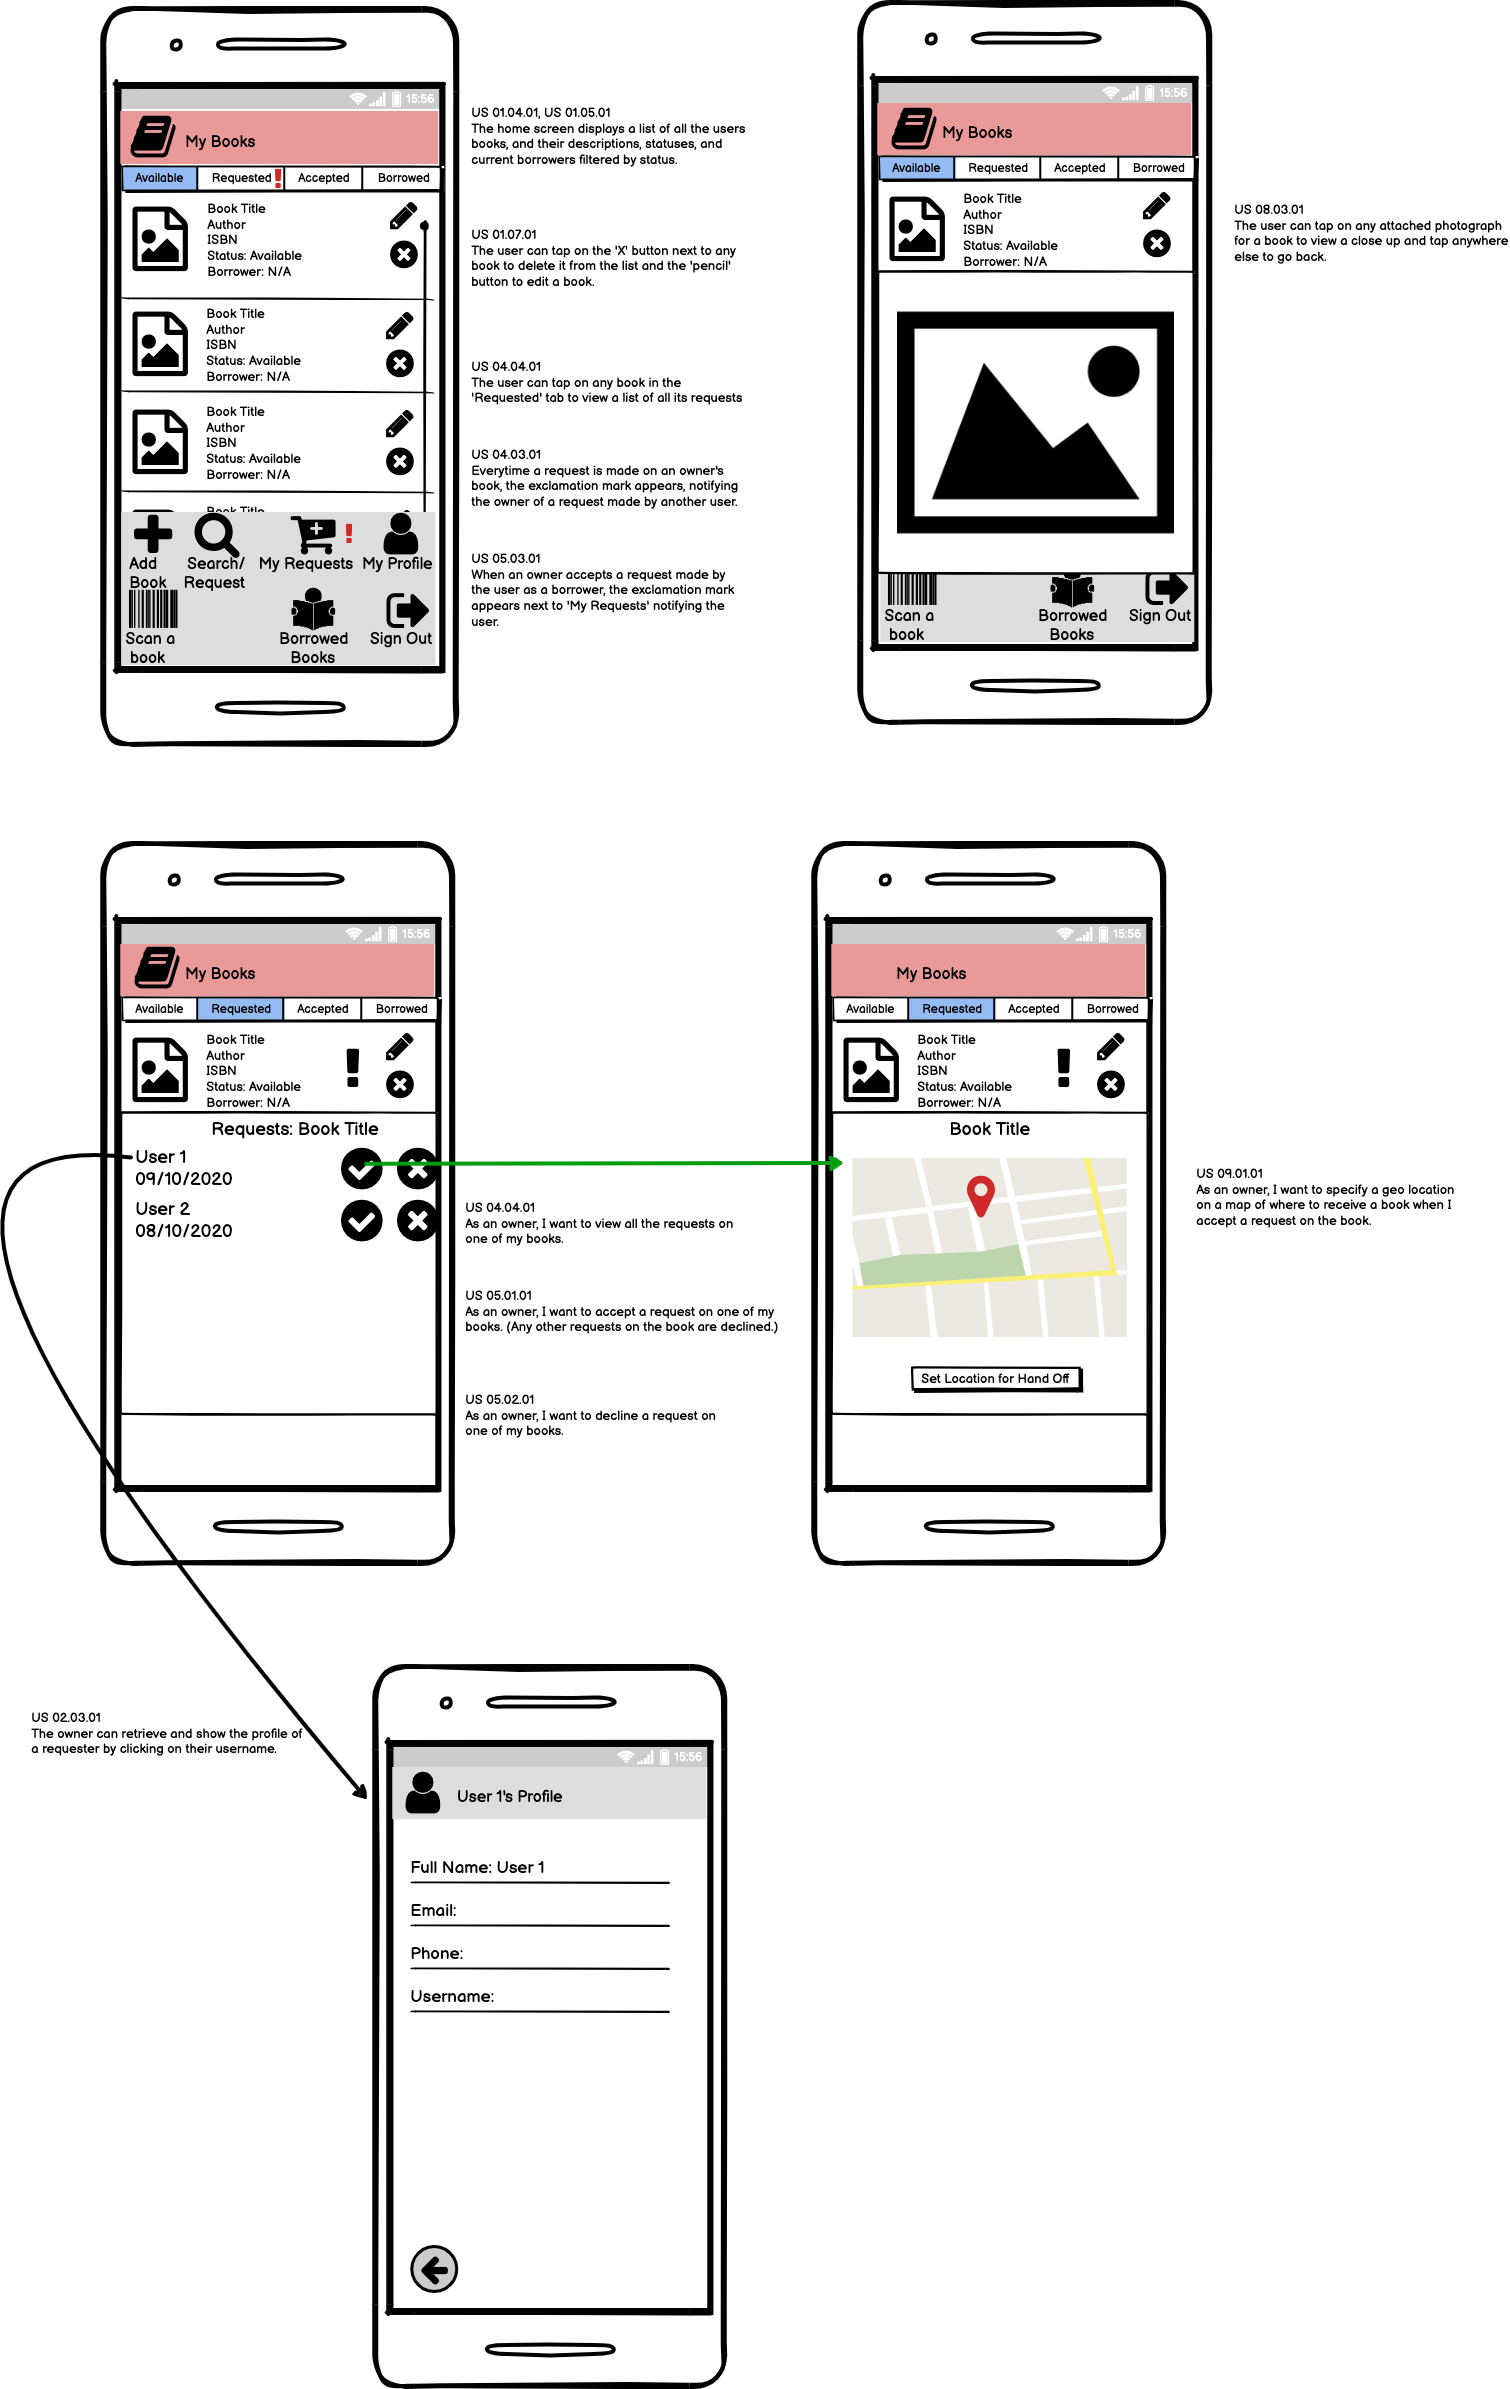 15:56
My Books
Available
Requested
Accepted
Borrowed
Book Title
Author
ISBN
Status: Available
Borrower: N/A
Book Title
Author
ISBN
Status: Available
Borrower: N/A
Book Title
Author
ISBN
Status: Available
Borrower: N/A
Book Title
Add
Book
Search/
Request
My Requests
My Profile
Scan a
book
Borrowed
Books
Sign Out
US 01.04.01, US 01.05.01
The home screen displays a list of all the users
books, and their descriptions, statuses, and
current borrowers filtered by status.
US 01.07.01
The user can tap on the 'X' button next to any
book to delete it from the list and the 'pencil'
button to edit a book.
US 04.04.01
The user can tap on any book in the
'Requested' tab to view a list of all its requests
US 04.03.01
Everytime a request is made on an owner's
book, the exclamation mark appears, notifying
the owner of a request made by another user.
US 05.03.01
When an owner accepts a request made by
the user as a borrower, the exclamation mark
appears next to 'My Requests' notifying the
user.
15:56
My Books
Available
Requested
Accepted
Borrowed
Book Title
Author
ISBN
Status: Available
Borrower: N/A
Scan a
book
Borrowed
Books
Sign Out
US 08.03.01
The user can tap on any attached photograph
for a book to view a close up and tap anywhere
else to go back.
15:56
My Books
Available
Requested
Accepted
Borrowed
Book Title
Author
ISBN
Status: Available
Borrower: N/A
Requests: Book Title
User 1
09/10/2020
User 2
08/10/2020
US 04.04.01
As an owner, I want to view all the requests on
one of my books.
US 05.01.01
As an owner, I want to accept a request on one of my
books. (Any other requests on the book are declined.)
US 05.02.01
As an owner, I want to decline a request on
one of my books.
15:56
My Books
Available
Requested
Accepted
Borrowed
Book Title
Author
ISBN
Status: Available
Borrower: N/A
Book Title
Set Location for Hand Off
US 09.01.01
As an owner, I want to specify a geo location
on a map of where to receive a book when I
accept a request on the book.
US 02.03.01
The owner can retrieve and show the profile of
a requester by clicking on their username.
15:56
User 1's Profile
Full Name: User 1
Email:
Phone:
Username: